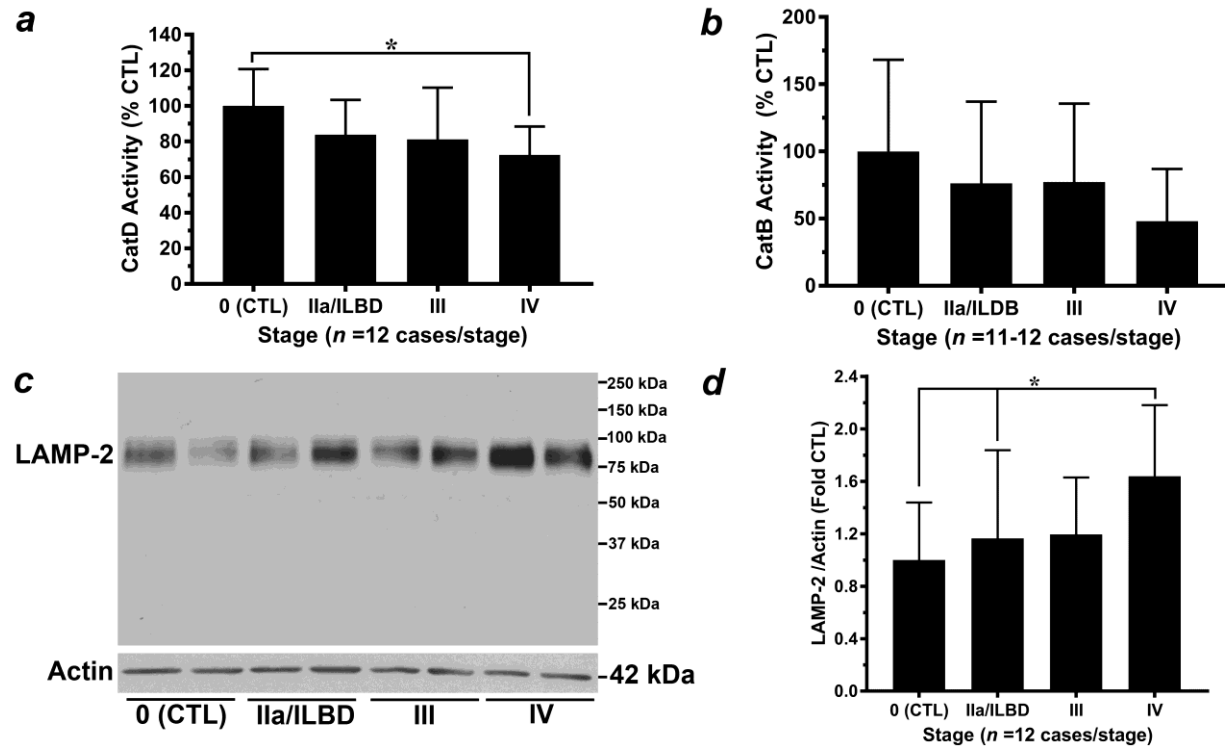 a
*
CatD Activity (% CTL)
160
140
120
100
80
60
40
20
0
0 (CTL) IIa/ILBD III IV
Stage (n =12 cases/stage)
b
CatB Activity (% CTL)
200
150
100
50
0
0 (CTL) IIa/ILDB III IV
Stage (n =11-12 cases/stage)
c
LAMP-2
250 kDa
150 kDa
100 kDa
75 kDa
50 kDa
37 kDa
25 kDa
Actin
42 kDa
0 (CTL) IIa/ILBD III IV
d
*
LAMP-2 /Actin (Fold CTL)
2.4
2.0
1.6
1.2
0.8
0.4
0.0
0 (CTL) IIa/ILBD III IV
Stage (n =12 cases/stage)